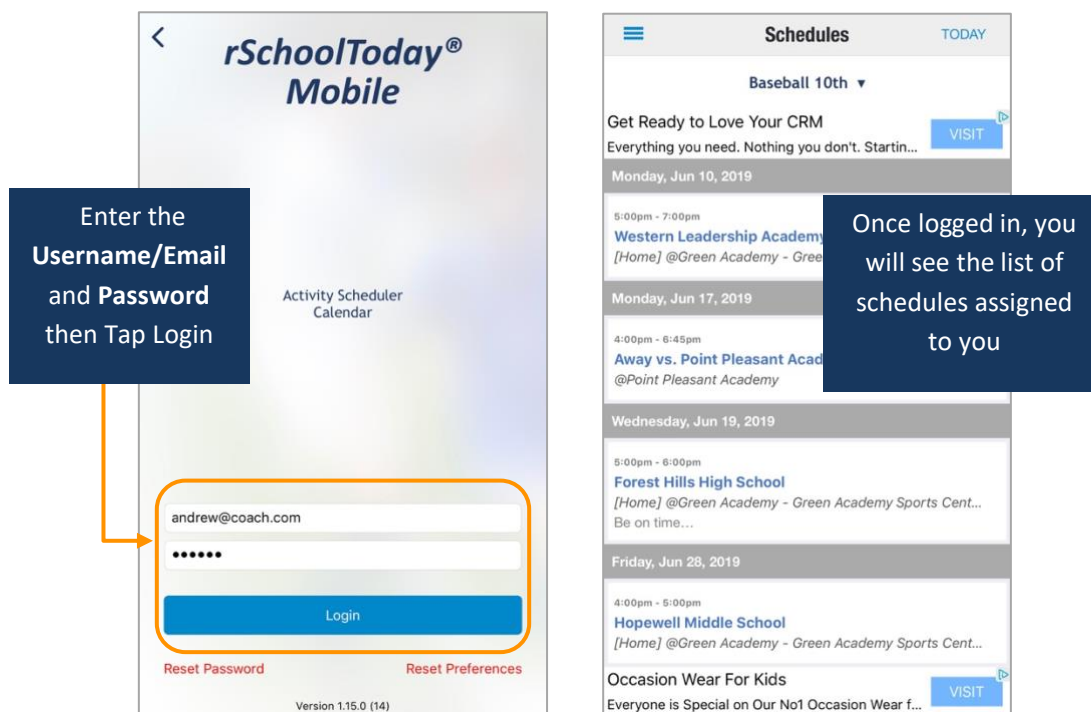 rSchoolToday®
Mobile
Enter the
Username/Email
and Password
then Tap Login
Activity Scheduler
Calendar
andrew@coach.com
••••••
Login
Reset Password
Reset Preferences
Version 1.15.0 (14)
Schedules
TODAY
Baseball 10th ▼
Get Ready to Love Your CRM
Everything you need. Nothing you don't. Startin...
VISIT
Monday, Jun 10, 2019
5:00pm - 7:00pm
Western Leadership Academy
[Home] @Green Academy - Gree
Once logged in, you
will see the list of
schedules assigned
to you
Monday, Jun 17, 2019
4:00pm - 6:45pm
Away vs. Point Pleasant Acad
@Point Pleasant Academy
Wednesday, Jun 19, 2019
5:00pm - 6:00pm
Forest Hills High School
[Home] @Green Academy - Green Academy Sports Cent...
Be on time...
Friday, Jun 28, 2019
4:00pm - 5:00pm
Hopewell Middle School
[Home] @Green Academy - Green Academy Sports Cent...
Occasion Wear For Kids
Everyone is Special on Our No1 Occasion Wear f...
VISIT